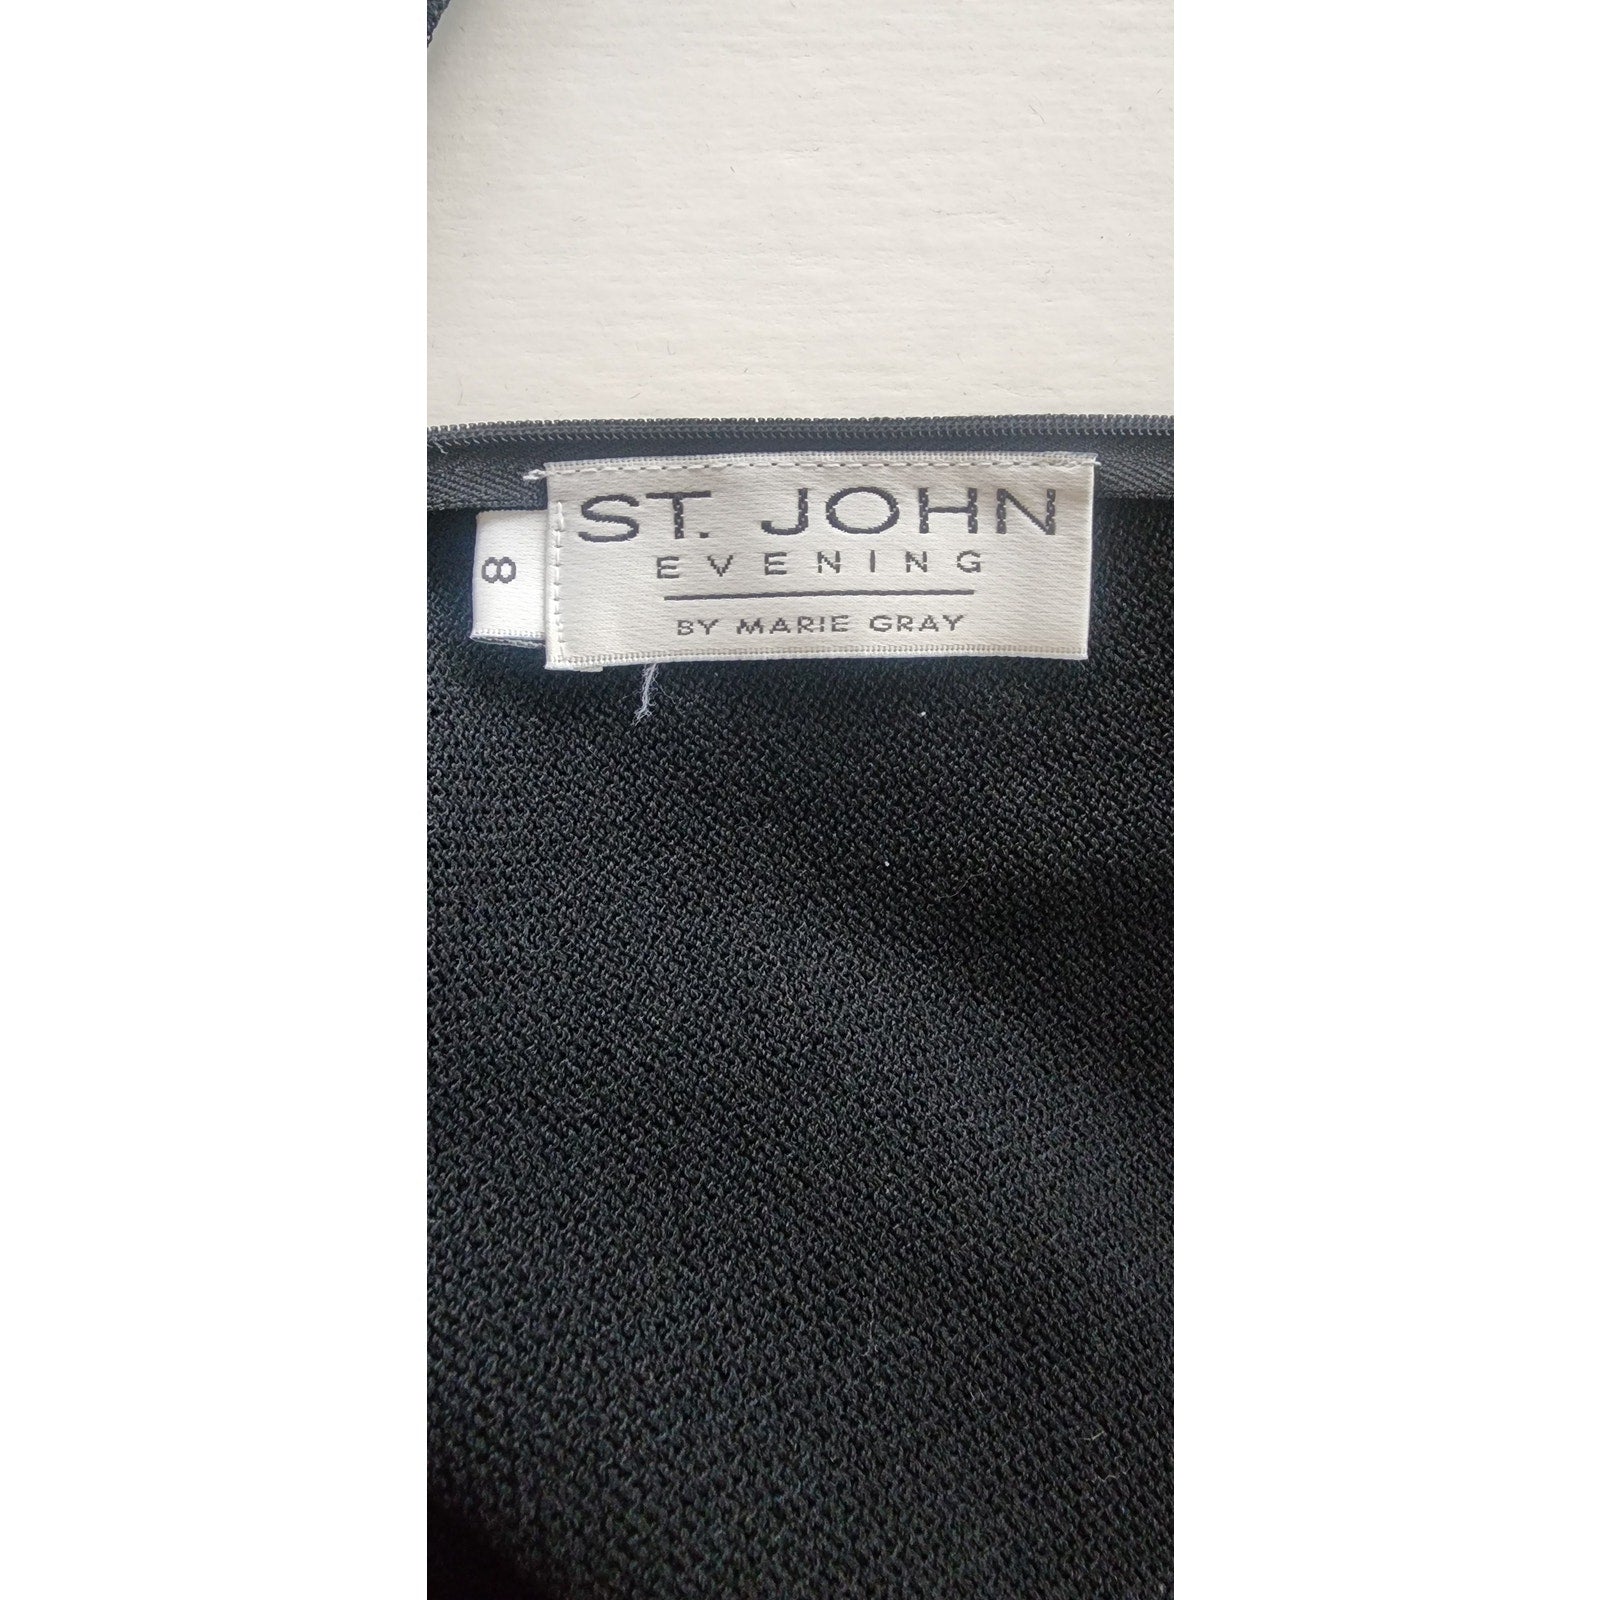 ST. JOHN
EVENING
BY MARIE GRAY
8